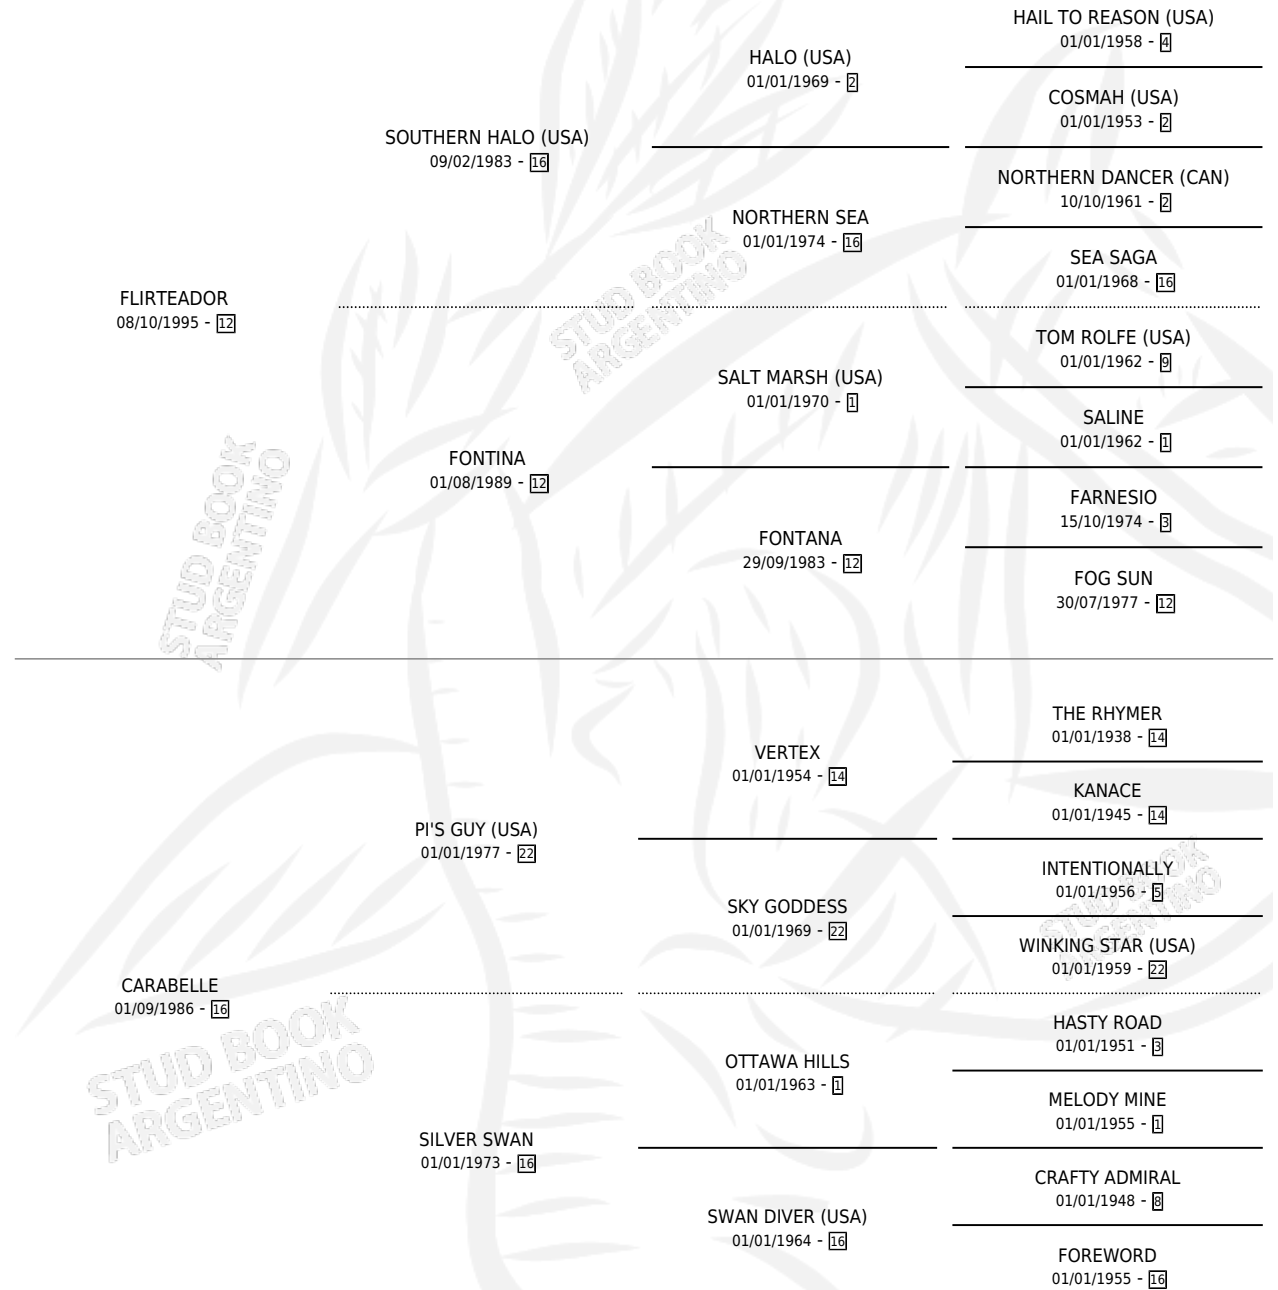 HAIL TO REASON (USA)
01/01/1958 - 4
HALO (USA)
01/01/1969 - 2
COSMAH (USA)
01/01/1953 - 2
SOUTHERN HALO (USA)
09/02/1983 - 16
NORTHERN DANCER (CAN)
10/10/1961 - 2
NORTHERN SEA
01/01/1974 - 16
SEA SAGA
01/01/1968 - 16
FLIRTEADOR
08/10/1995 - 12
STUD BOOK
ARGENTINO
TOM ROLFE (USA)
01/01/1962 - 9
SALT MARSH (USA)
01/01/1970 - 1
SALINE
01/01/1962 - 1
FONTINA
01/08/1989 - 12
FARNESIO
15/10/1974 - 3
FONTANA
29/09/1983 - 12
FOG SUN
30/07/1977 - 12
STUD BOOK
ARGENTINO
THE RHYMER
01/01/1938 - 14
VERTEX
01/01/1954 - 14
KANACE
01/01/1945 - 14
PI'S GUY (USA)
01/01/1977 - 22
INTENTIONALLY
01/01/1956 - 5
SKY GODDESS
01/01/1969 - 22
WINKING STAR (USA)
01/01/1959 - 22
STUD BOOK
ARGENTINO
CARABELLE
01/09/1986 - 16
HASTY ROAD
01/01/1951 - 3
OTTAWA HILLS
01/01/1963 - 1
MELODY MINE
01/01/1955 - 1
STUD BOOK
ARGENTINO
SILVER SWAN
01/01/1973 - 16
CRAFTY ADMIRAL
01/01/1948 - 8
SWAN DIVER (USA)
01/01/1964 - 16
FOREWORD
01/01/1955 - 16